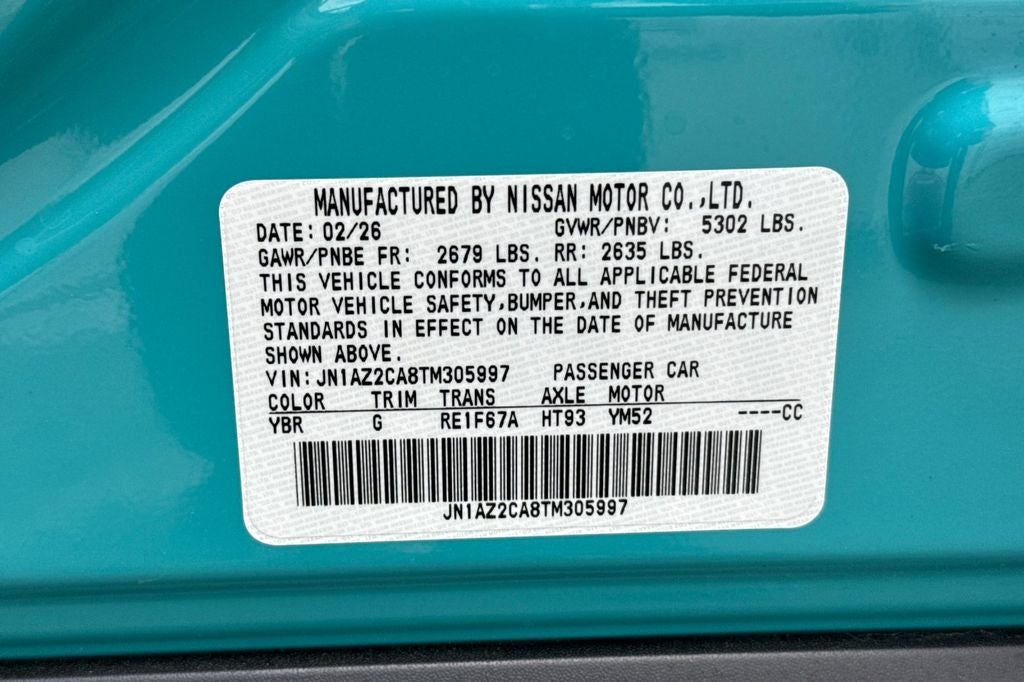 MANUFACTURED BY NISSAN MOTOR CO.,LTD.
DATE: 02/26 GVWR/PNBV: 5302 LBS.
GAWR/PNBE FR: 2679 LBS. RR: 2635 LBS.
THIS VEHICLE CONFORMS TO ALL APPLICABLE FEDERAL
MOTOR VEHICLE SAFETY,BUMPER,AND THEFT PREVENTION
STANDARDS IN EFFECT ON THE DATE OF MANUFACTURE
SHOWN ABOVE.
VIN: JN1AZ2CA8TM305997 PASSENGER CAR
COLOR TRIM TRANS AXLE MOTOR
YBR G RE1F67A HT93 YM52 ----CC
JN1AZ2CA8TM305997